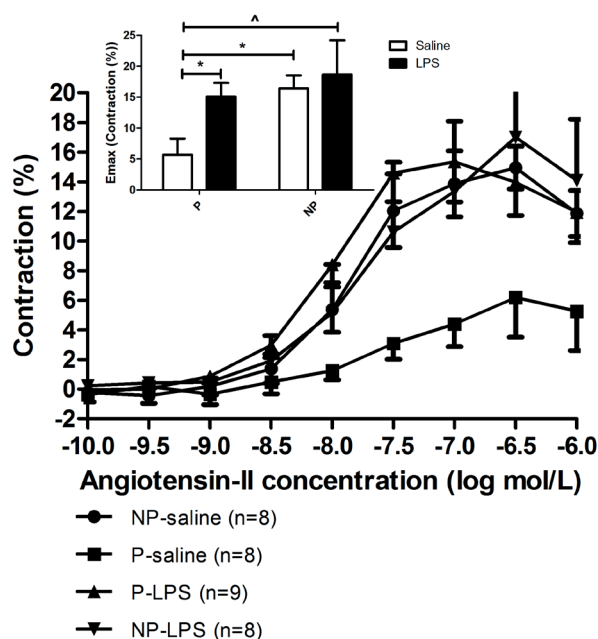 ^
*
*
Saline
LPS
Emax (Contraction (%))
25
20
15
10
5
0
P
NP
Contraction (%)
20
18
16
14
12
10
8
6
4
2
0
-2
-10.0 -9.5 -9.0 -8.5 -8.0 -7.5 -7.0 -6.5 -6.0
Angiotensin-II concentration (log mol/L)
NP-saline (n=8)
P-saline (n=8)
P-LPS (n=9)
NP-LPS (n=8)